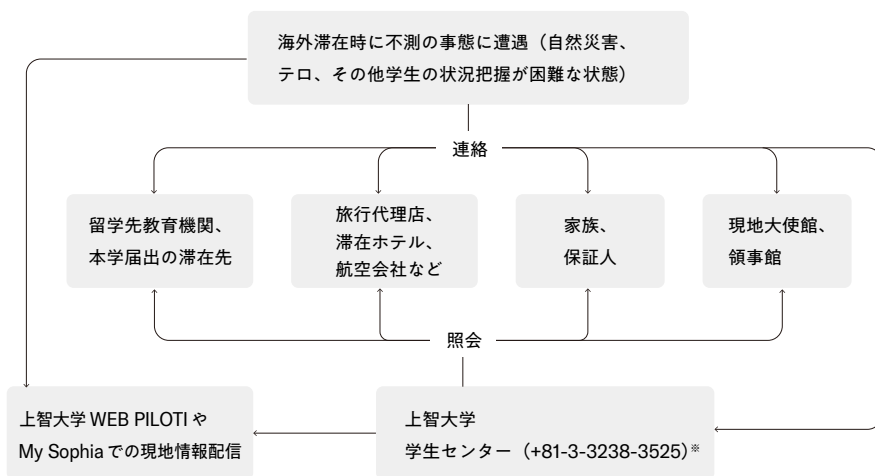 海外滞在時に不測の事態に遭遇（自然災害、
テロ、その他学生の状況把握が困難な状態）
連絡
留学先教育機関、
本学届出の滞在先
旅行代理店、
滞在ホテル、
航空会社など
家族、
保証人
現地大使館、
領事館
照会
上智大学 WEB PILOTI や
My Sophia での現地情報配信
上智大学
学生センター（+81-3-3238-3525）※